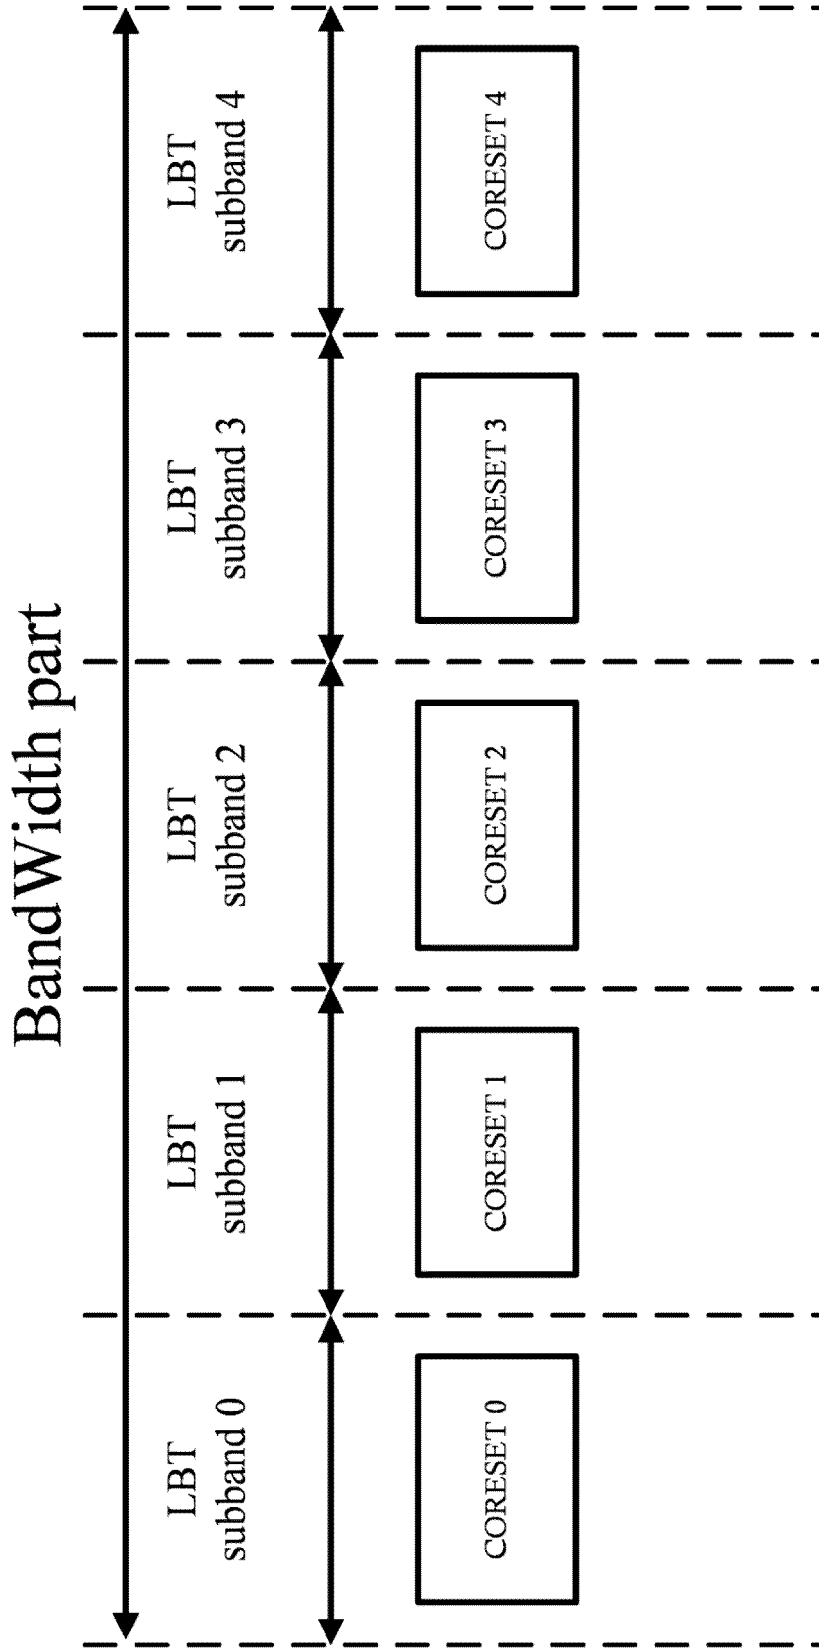 BandWidth part
LBT
subband 0
LBT
subband 1
LBT
subband 2
LBT
subband 3
LBT
subband 4
CORESET 0
CORESET 1
CORESET 2
CORESET 3
CORESET 4